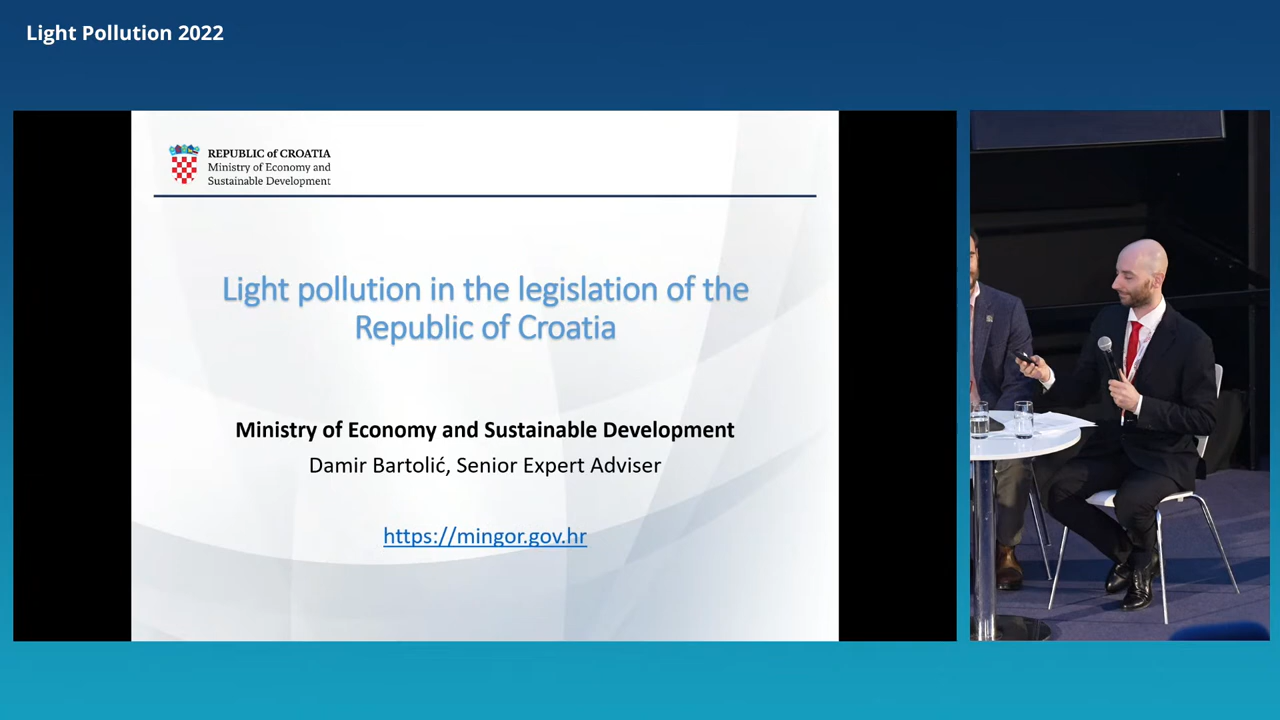 Light Pollution 2022
REPUBLIC of CROATIA
Ministry of Economy and
Sustainable Development
Light pollution in the legislation of the
Republic of Croatia
Ministry of Economy and Sustainable Development
Damir Bartolić, Senior Expert Adviser
https://mingor.gov.hr